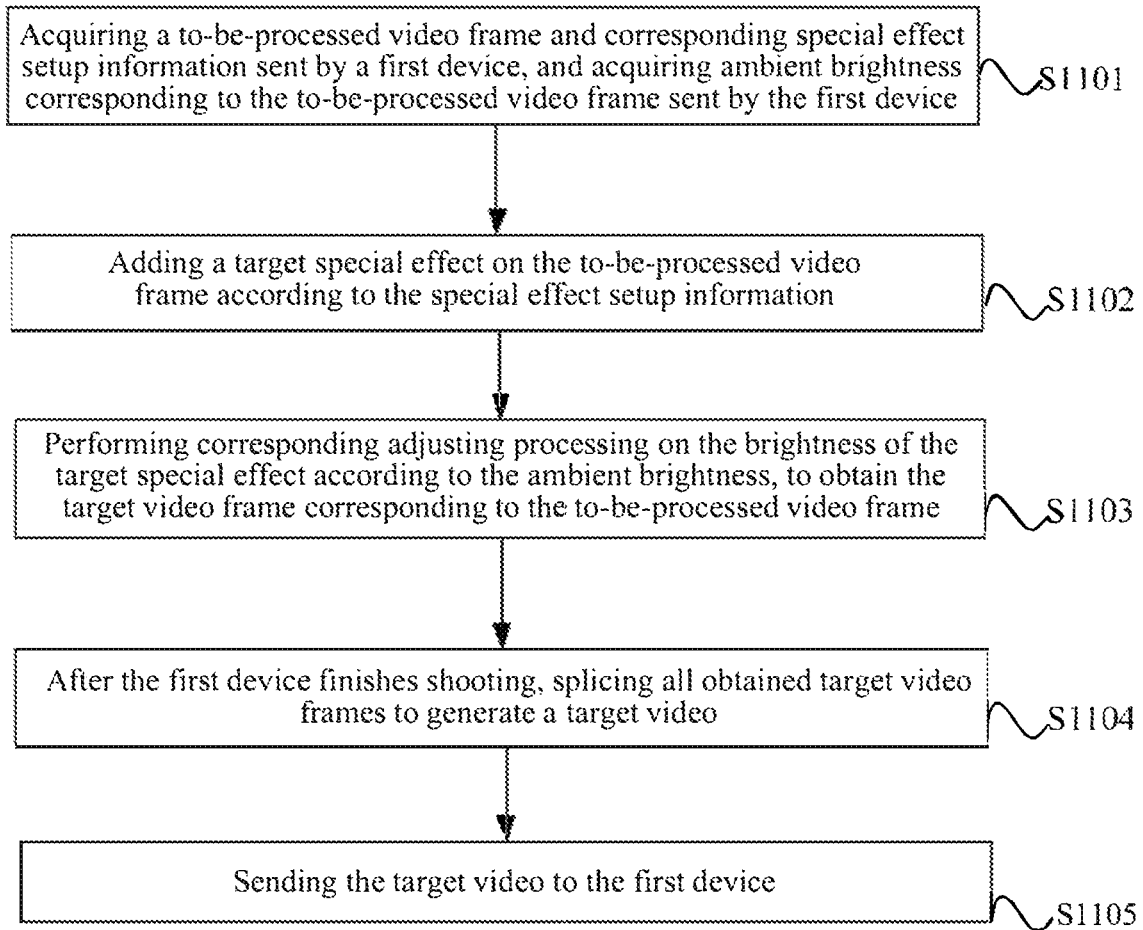 Acquiring a to-be-processed video frame and corresponding special effect
setup information sent by a first device, and acquiring ambient brightness
corresponding to the to-be-processed video frame sent by the first device
S1101
Adding a target special effect on the to-be-processed video
frame according to the special effect setup information
S1102
Performing corresponding adjusting processing on the brightness of the
target special effect according to the ambient brightness, to obtain the
target video frame corresponding to the to-be-processed video frame
S1103
After the first device finishes shooting, splicing all obtained target video
frames to generate a target video
S1104
Sending the target video to the first device
S1105